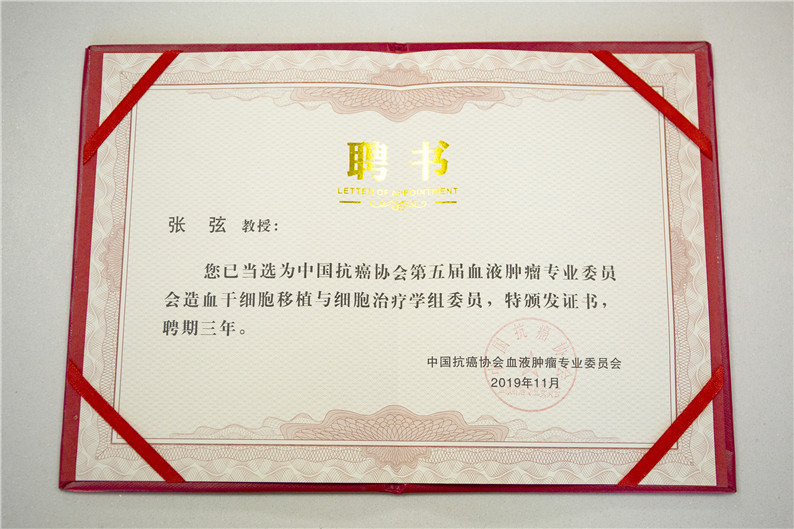 聘书
LETTER OF APPOINTMENT
张 弦 教授：
您已当选为中国抗癌协会第五届血液肿瘤专业委员
会造血干细胞移植与细胞治疗学组委员，特颁发证书，
聘期三年。
中国抗癌协会血液肿瘤专业委员会
2019年11月